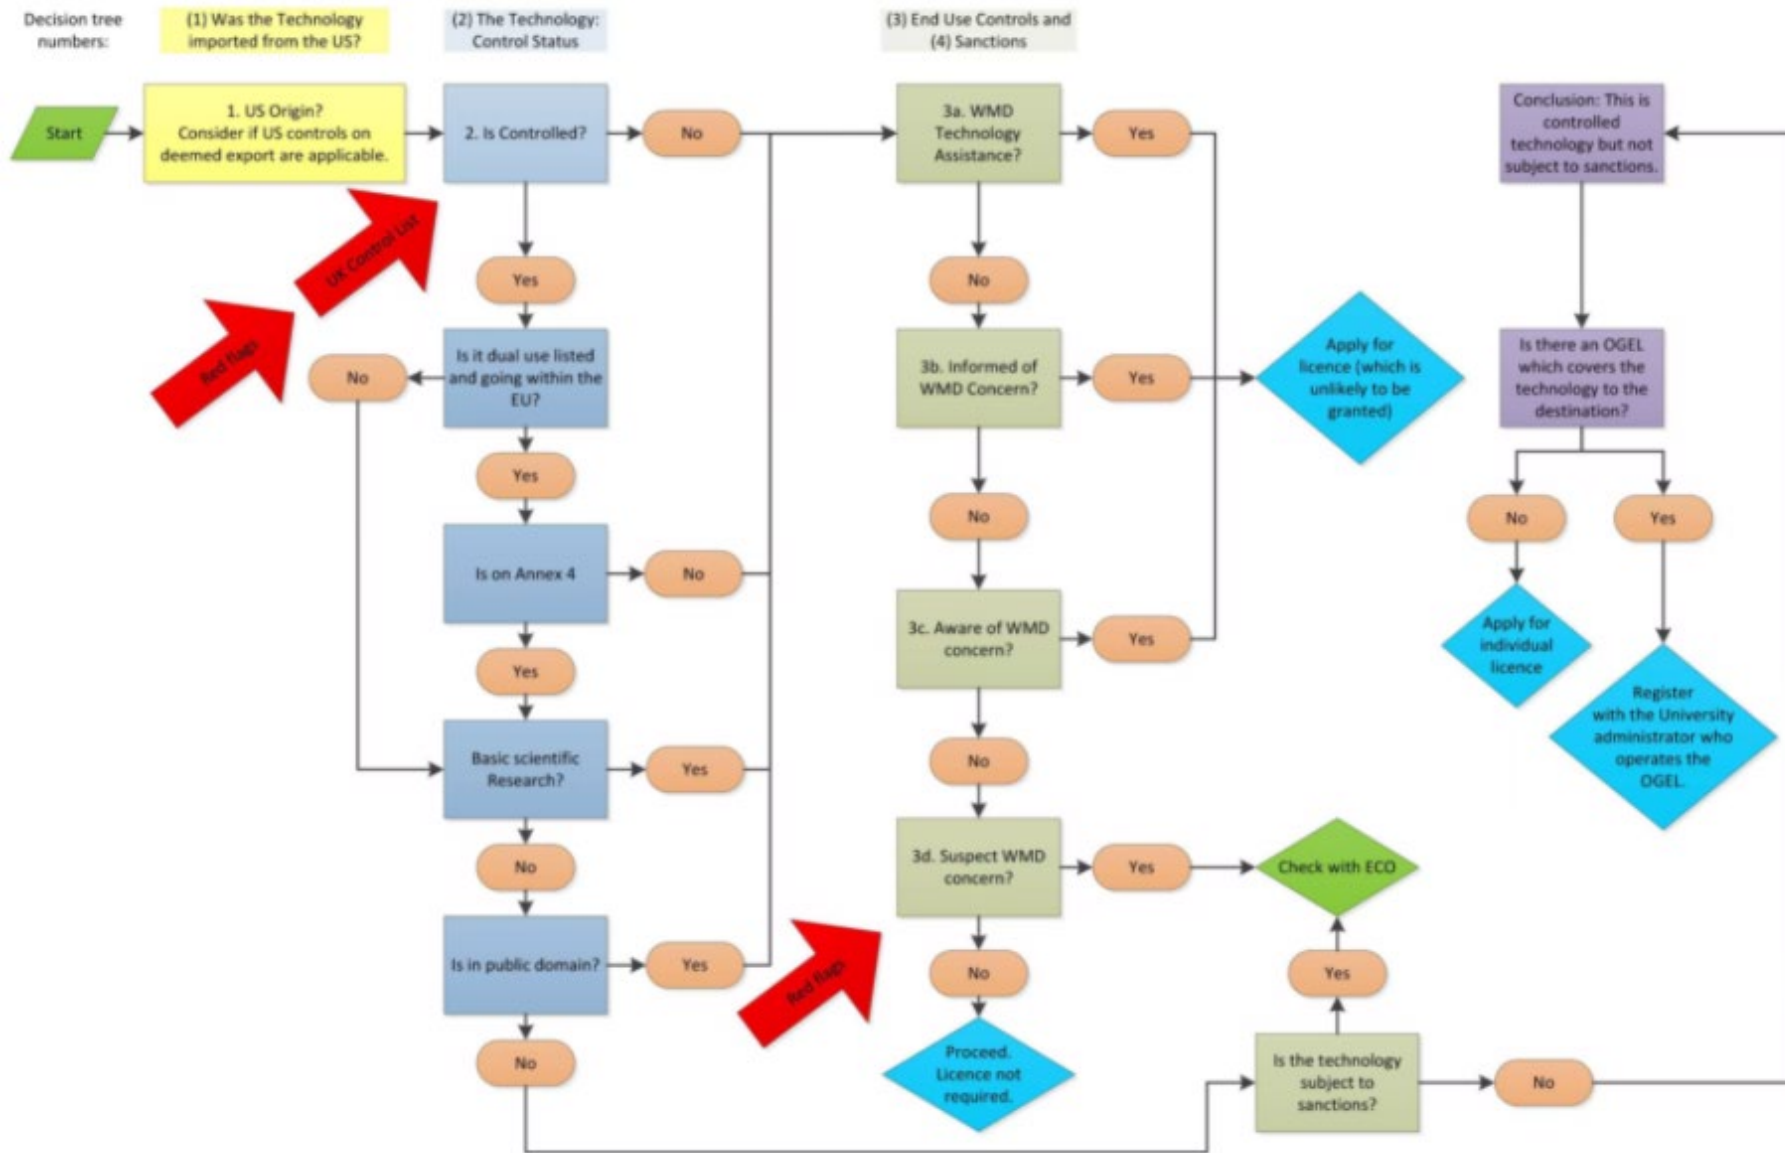 Decision tree
numbers:
(1) Was the Technology
imported from the US?
(2) The Technology:
Control Status
(3) End Use Controls and
(4) Sanctions
Start
1. US Origin?
Consider if US controls on
deemed export are applicable.
2. Is Controlled?
No
3a. WMD
Technology
Assistance?
Yes
Conclusion: This is
controlled
technology but not
subject to sanctions.
UK Control List
Red flags
Yes
No
No
Is it dual use listed
and going within the
EU?
3b. Informed of
WMD Concern?
Yes
Apply for
licence (which is
unlikely to be
granted)
Is there an OGEL
which covers the
technology to the
destination?
Yes
No
No
Yes
Is on Annex 4
No
3c. Aware of WMD
concern?
Yes
Apply for
individual
licence
Register
with the University
administrator who
operates the
OGEL.
Yes
No
Basic scientific
Research?
Yes
No
3d. Suspect WMD
concern?
Yes
Check with ECO
Is in public domain?
Yes
Red flags
No
Yes
No
Proceed.
Licence not
required.
Is the technology
subject to
sanctions?
No